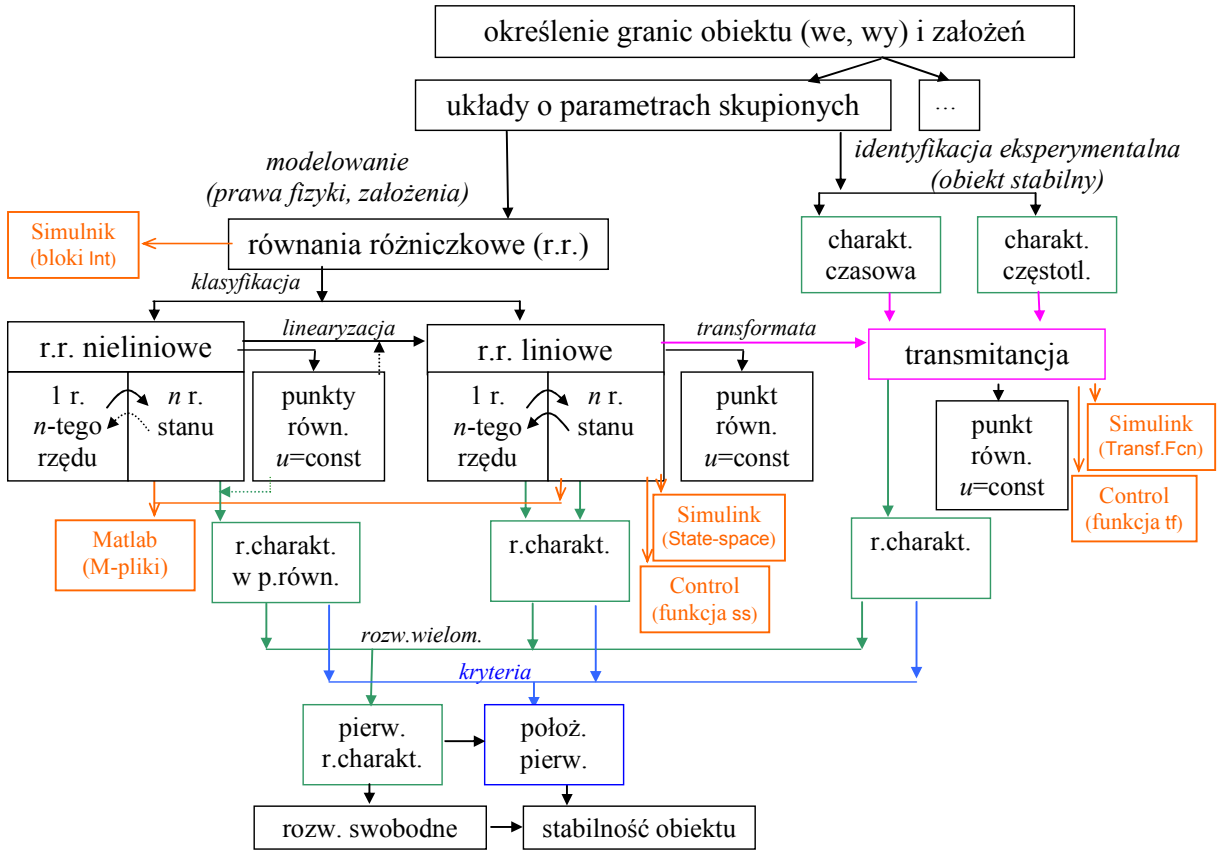 określenie granic obiektu (we, wy) i założeń
układy o parametrach skupionych
...
modelowanie
(prawa fizyki, założenia)
identyfikacja eksperymentalna
(obiekt stabilny)
Simulnik
(bloki Int)
równania różniczkowe (r.r.)
charakt.
czasowa
charakt.
częstotl.
klasyfikacja
r.r. nieliniowe
linearyzacja
r.r. liniowe
transformata
transmitancja
1 r.
n-tego
rzędu
n r.
stanu
punkty
równ.
u=const
1 r.
n-tego
rzędu
n r.
stanu
punkt
równ.
u=const
punkt
równ.
u=const
Simulink
(Transf.Fcn)
Control
(funkcja tf)
Matlab
(M-pliki)
r.charakt.
w p.równ.
r.charakt.
Simulink
(State-space)
Control
(funkcja ss)
r.charakt.
rozw.wielom.
kryteria
pierw.
r.charakt.
położ.
pierw.
rozw. swobodne
stabilność obiektu